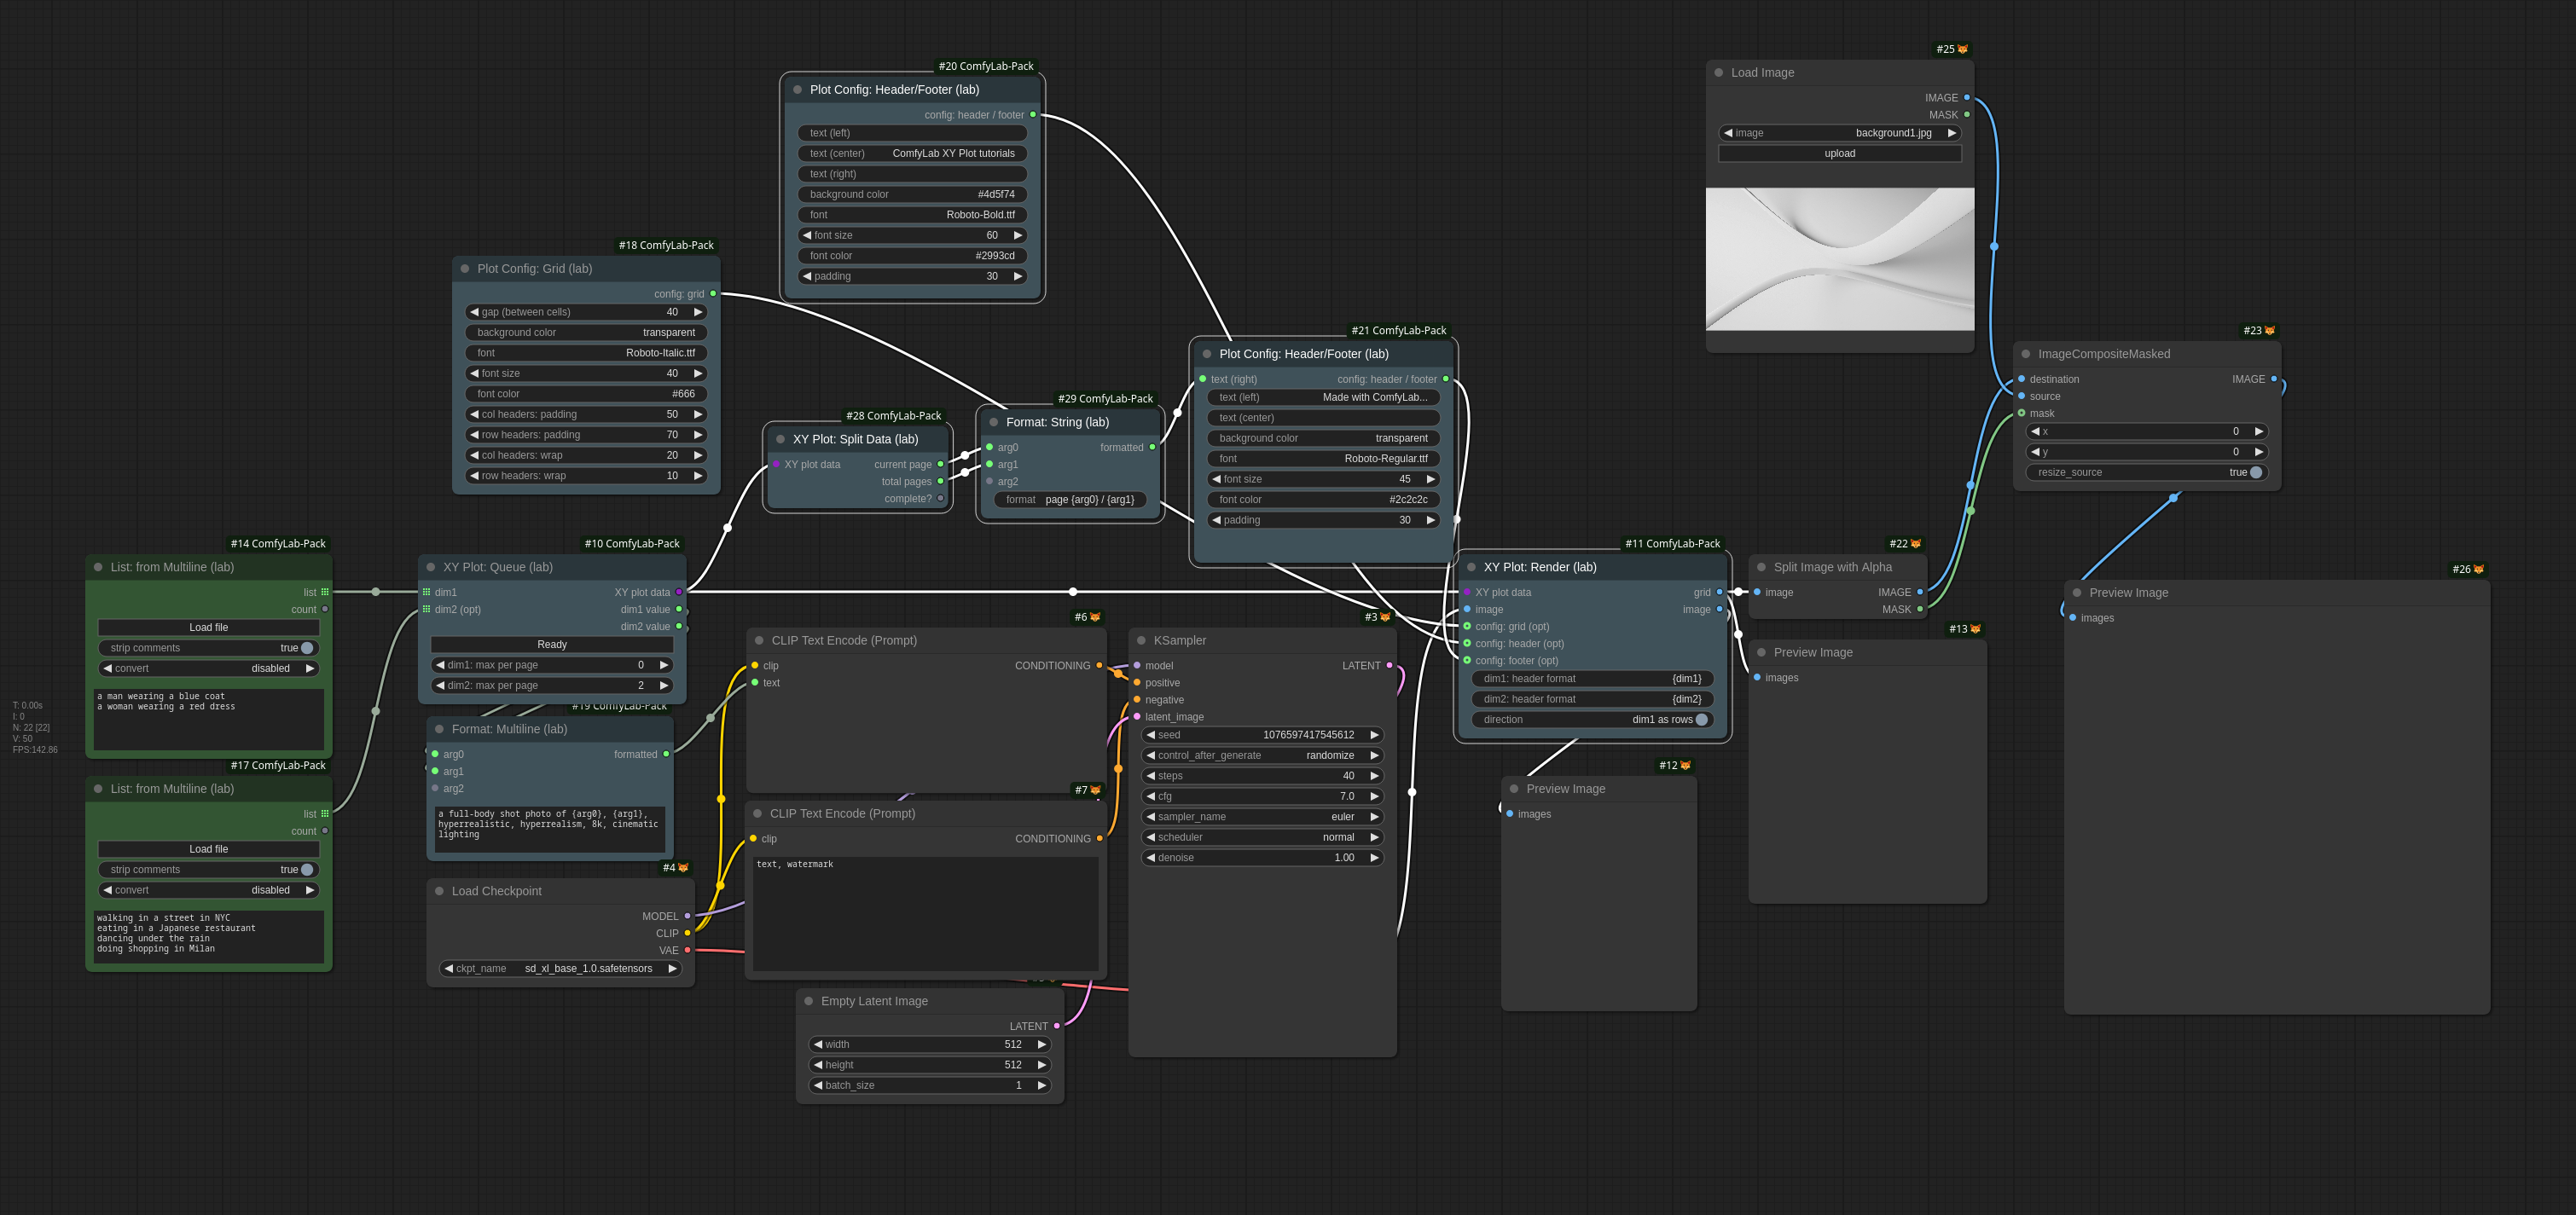 #20 ComfyLab-Pack
Plot Config: Header/Footer (lab)
config: header / footer
text (left)
text (center) ComfyLab XY Plot tutorials
text (right)
background color #4d5f74
font Roboto-Bold.ttf
font size 60
font color #2993cd
padding 30
#25
Load Image
IMAGE
MASK
image background1.jpg
upload
#18 ComfyLab-Pack
Plot Config: Grid (lab)
config: grid
gap (between cells) 40
background color transparent
font Roboto-Italic.ttf
font size 40
font color #666
col headers: padding 50
row headers: padding 70
col headers: wrap 20
row headers: wrap 10
#28 ComfyLab-Pack
XY Plot: Split Data (lab)
XY plot data current page
total pages
complete?
#29 ComfyLab-Pack
Format: String (lab)
arg0 formatted
arg1
arg2
format page {arg0} / {arg1}
#21 ComfyLab-Pack
Plot Config: Header/Footer (lab)
text (right) config: header / footer
text (left) Made with ComfyLab...
text (center)
background color transparent
font Roboto-Regular.ttf
font size 45
font color #2c2c2c
padding 30
#23
ImageCompositeMasked
destination IMAGE
source
mask
x 0
y 0
resize_source true
#14 ComfyLab-Pack
List: from Multiline (lab)
list
count
Load file
strip comments true
convert disabled
a man wearing a blue coat
a woman wearing a red dress
#10 ComfyLab-Pack
XY Plot: Queue (lab)
dim1 XY plot data
dim2 (opt) dim1 value
dim2 value
Ready
dim1: max per page 0
dim2: max per page 2
#11 ComfyLab-Pack
XY Plot: Render (lab)
XY plot data grid
image image
config: grid (opt)
config: header (opt)
config: footer (opt)
dim1: header format {dim1}
dim2: header format {dim2}
direction dim1 as rows
#22
Split Image with Alpha
image IMAGE
MASK
#26
Preview Image
images
#13
Preview Image
images
#6
CLIP Text Encode (Prompt)
clip CONDITIONING
text
#3
KSampler
model LATENT
positive
negative
latent_image
seed 1076597417545612
control_after_generate randomize
steps 40
cfg 7.0
sampler_name euler
scheduler normal
denoise 1.00
T: 0.00s
I: 0
N: 22 [22]
V: 50
FPS:142.86
#19 ComfyLab-Pack
Format: Multiline (lab)
arg0 formatted
arg1
arg2
a full-body shot photo of {arg0}, {arg1},
hyperrealistic, hyperrealism, 8k, cinematic
lighting
#17 ComfyLab-Pack
List: from Multiline (lab)
list
count
Load file
strip comments true
convert disabled
walking in a street in NYC
eating in a Japanese restaurant
dancing under the rain
doing shopping in Milan
#7
CLIP Text Encode (Prompt)
clip CONDITIONING
text, watermark
#12
Preview Image
images
#4
Load Checkpoint
MODEL
CLIP
VAE
ckpt_name sd_xl_base_1.0.safetensors
Empty Latent Image
LATENT
width 512
height 512
batch_size 1